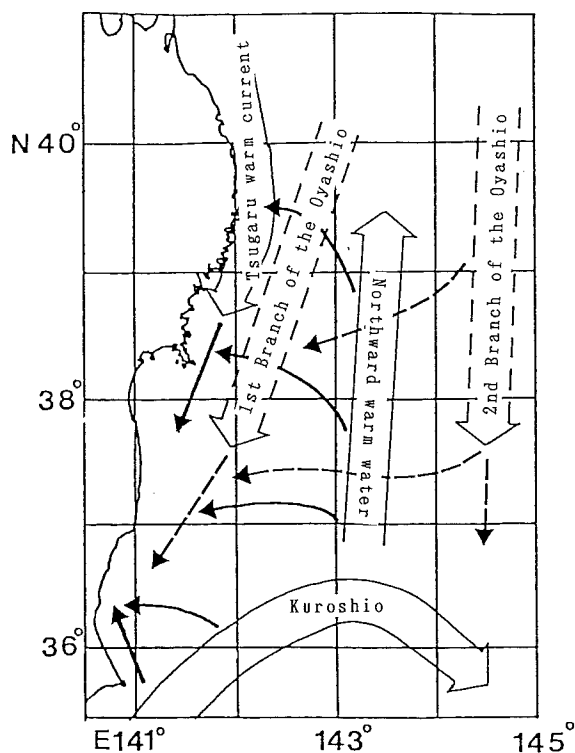 N 40°
38°
36°
E141°
143°
145°
Tsugaru warm current
1st Branch of the Oyashio
2nd Branch of the Oyashio
Northward warm water
Kuroshio